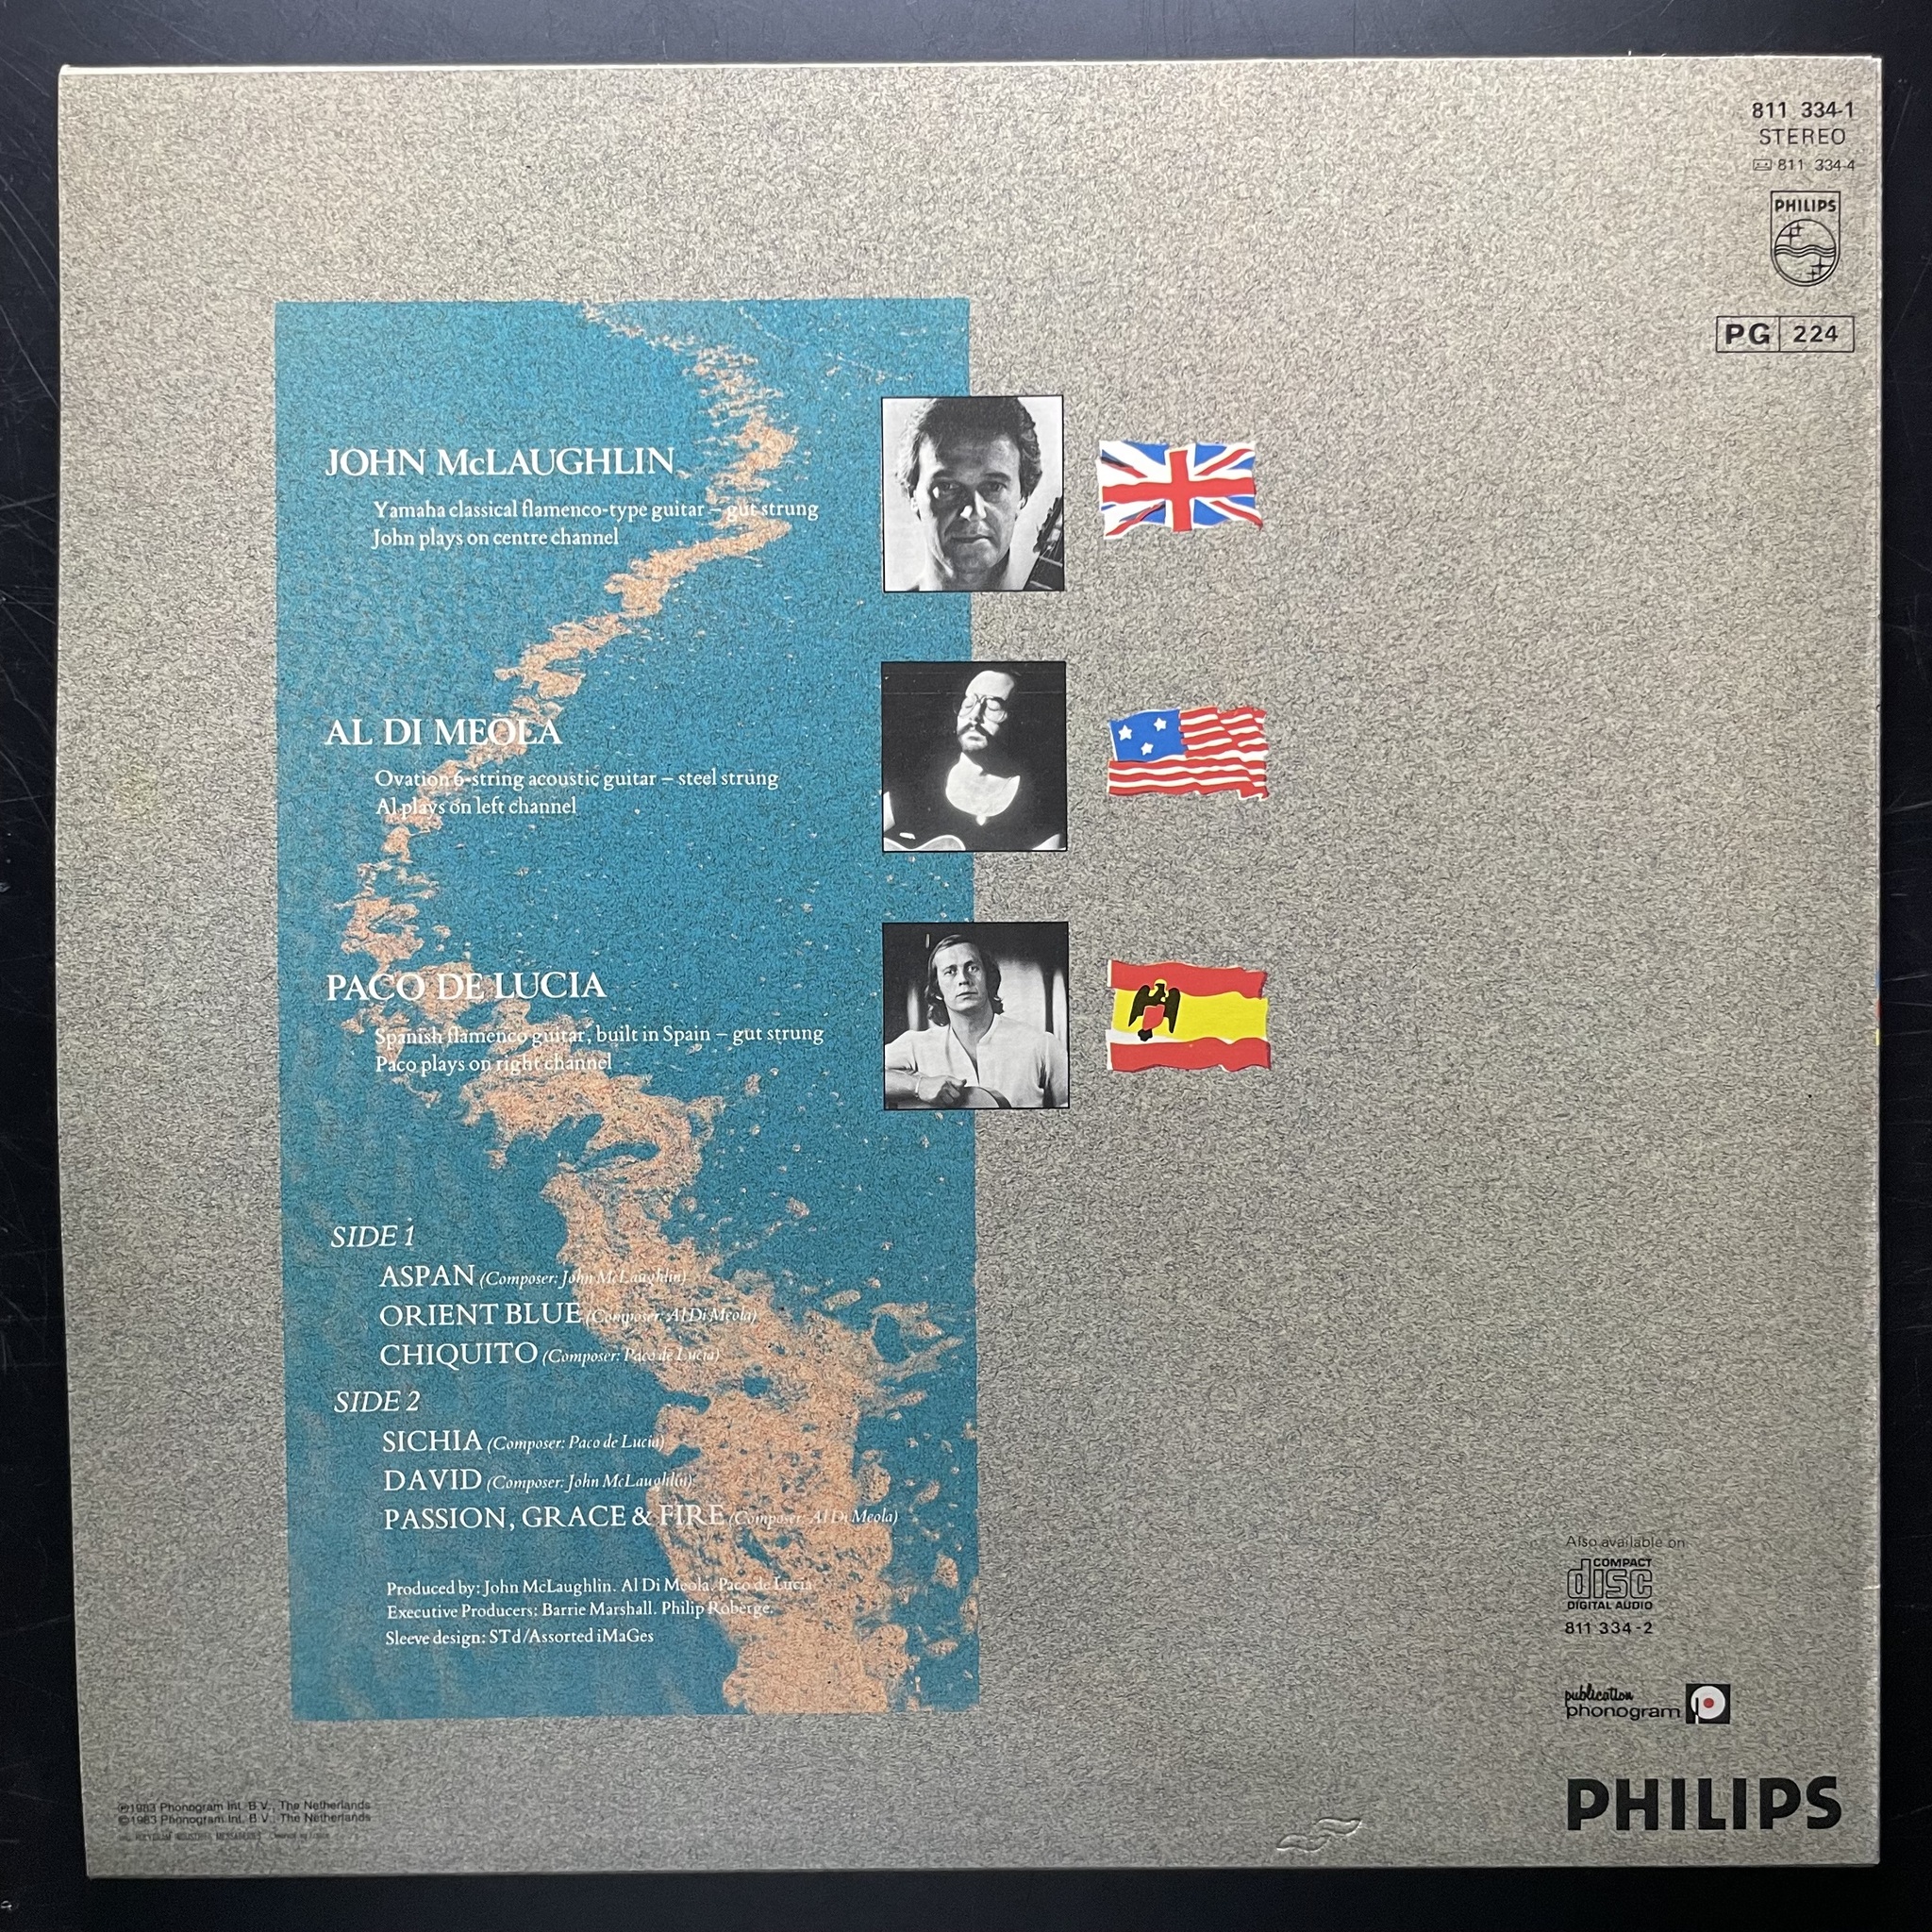 811 334-1
STEREO
811 334-4
PHILIPS
PG 224
JOHN McLAUGHLIN
Yamaha classical flamenco-type guitar – gut strung
John plays on centre channel
AL DI MEOLA
Ovation 6-string acoustic guitar – steel strung
Al plays on left channel
PACO DE LUCIA
Spanish flamenco guitar, built in Spain – gut strung
Paco plays on right channel
SIDE 1
ASPAN (Composer: John McLaughlin)
ORIENT BLUE (Composer: Al Di Meola)
CHIQUITO (Composer: Paco de Lucia)
SIDE 2
SICHIA (Composer: Paco de Lucia)
DAVID (Composer: John McLaughlin)
PASSION, GRACE & FIRE (Composer: Al Di Meola)
Produced by: John McLaughlin. Al Di Meola. Paco de Lucia
Executive Producers: Barrie Marshall. Philip Roberge.
Sleeve design: STd/Assorted iMaGes
Also available on
COMPACT
disc
DIGITAL AUDIO
811 334-2
publication
phonogram
PHILIPS
℗1983 Phonogram Int. B.V., The Netherlands
©1983 Phonogram Int. B.V., The Netherlands